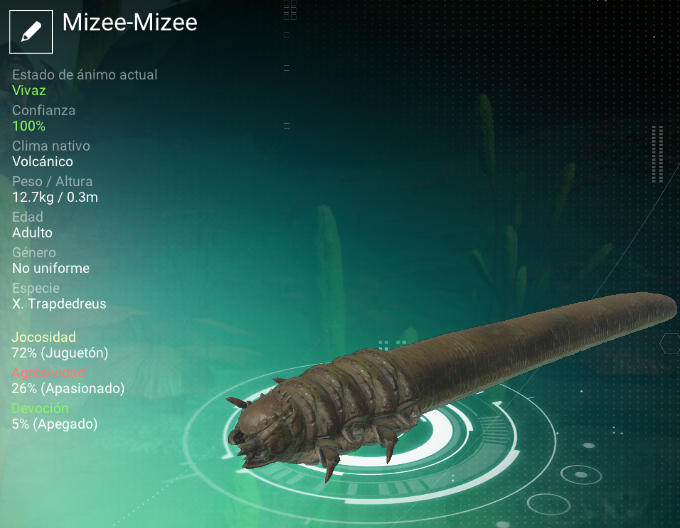 Mizee-Mizee
Estado de ánimo actual
Vivaz
Confianza
100%
Clima nativo
Volcánico
Peso / Altura
12.7kg / 0.3m
Edad
Adulto
Género
No uniforme
Especie
X. Trapdedreus
Jocosidad
72% (Juguetón)
Agresividad
26% (Apasionado)
Devoción
5% (Apegado)